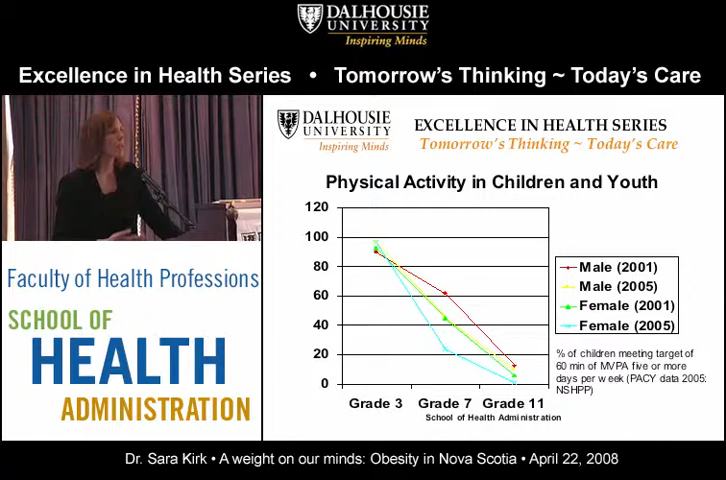 DALHOUSIE
UNIVERSITY
Inspiring Minds
Excellence in Health Series • Tomorrow's Thinking ~ Today's Care
DALHOUSIE
UNIVERSITY
Inspiring Minds
EXCELLENCE IN HEALTH SERIES
Tomorrow's Thinking ~ Today's Care
Physical Activity in Children and Youth
120
100
80
60
40
20
0
Grade 3 Grade 7 Grade 11
Male (2001)
Male (2005)
Female (2001)
Female (2005)
% of children meeting target of
60 min of MVPA five or more
days per week (PACY data 2005:
NSHPP)
School of Health Administration
Faculty of Health Professions
SCHOOL OF
HEALTH
ADMINISTRATION
Dr. Sara Kirk • A weight on our minds: Obesity in Nova Scotia • April 22, 2008